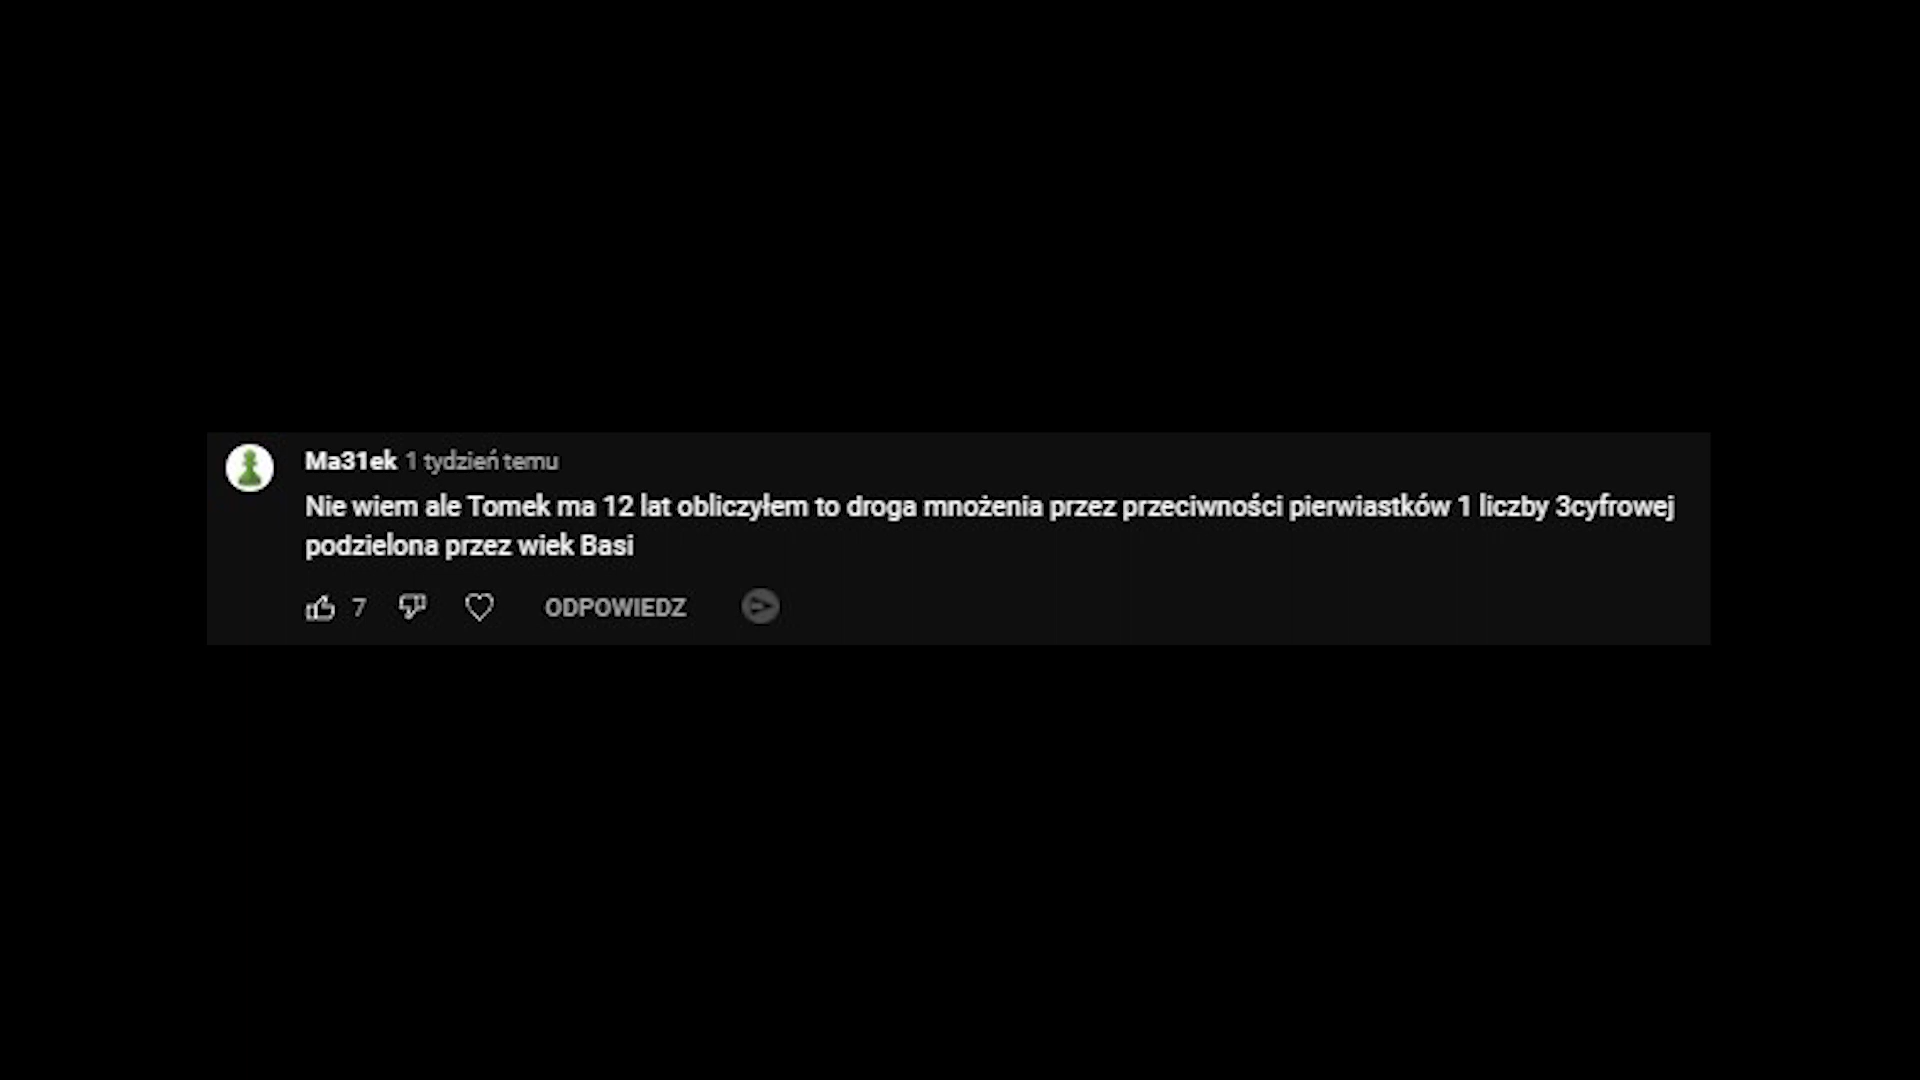 Ma31ek 1 tydzień temu
Nie wiem ale Tomek ma 12 lat obliczyłem to droga mnożenia przez przeciwności pierwiastków 1 liczby 3cyfrowej
podzielona przez wiek Basi
7 ODPOWIEDZ